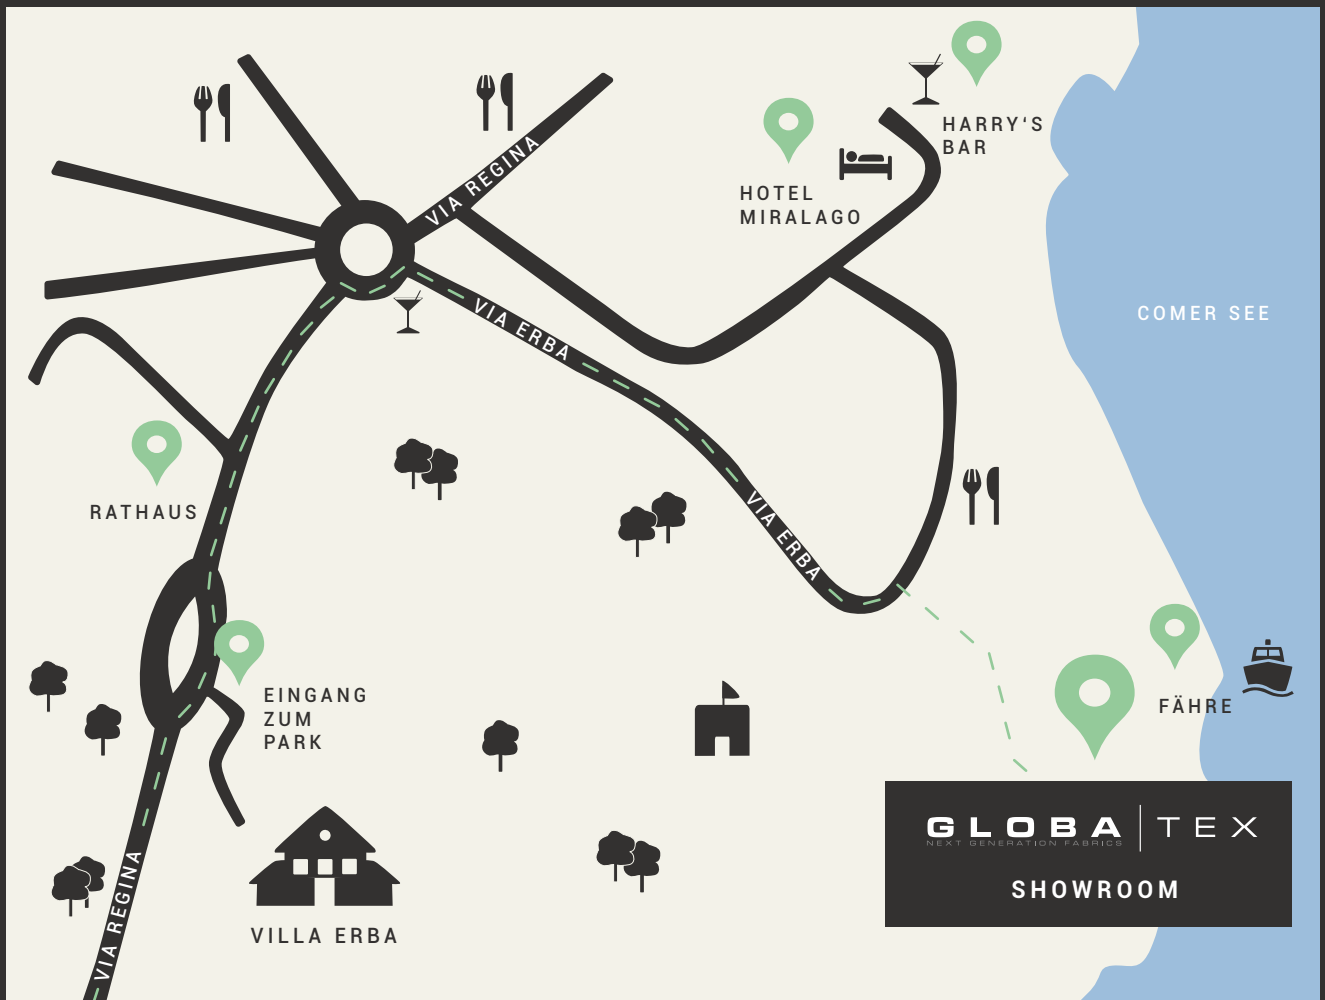 HARRY‘S
BAR
VIA REGINA
HOTEL
MIRALAGO
COMER SEE
VIA ERBA
RATHAUS
VIA ERBA
EINGANG
ZUM
PARK
FÄHRE
GLOBA | TEX
NEXT GENERATION FABRICS
SHOWROOM
VIA REGINA
VILLA ERBA